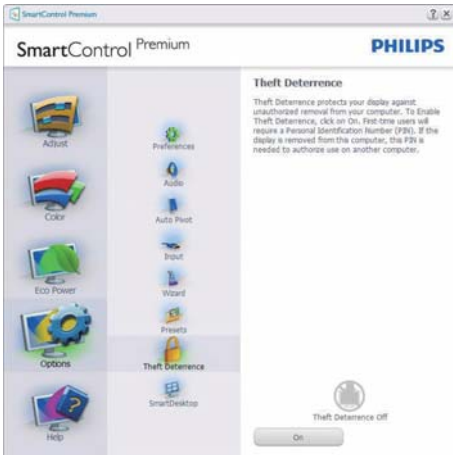 SmartControl Premium
SmartControl Premium
PHILIPS
Adjust
Color
Eco Power
Options
Help
Preferences
Audio
Auto Pivot
Input
Wizard
Presets
Theft Deterrence
SmartDesktop
Theft Deterrence
Theft Deterrence protects your display against
unauthorized removal from your computer. To Enable
Theft Deterrence, click on On. First-time users will
require a Personal Identification Number (PIN). If the
display is removed from this computer, this PIN is
needed to authorize use on another computer.
Theft Deterrence Off
On